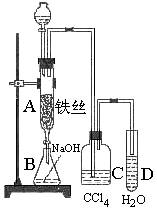 A 铁丝
B NaOH
C D
CCl4 H2O